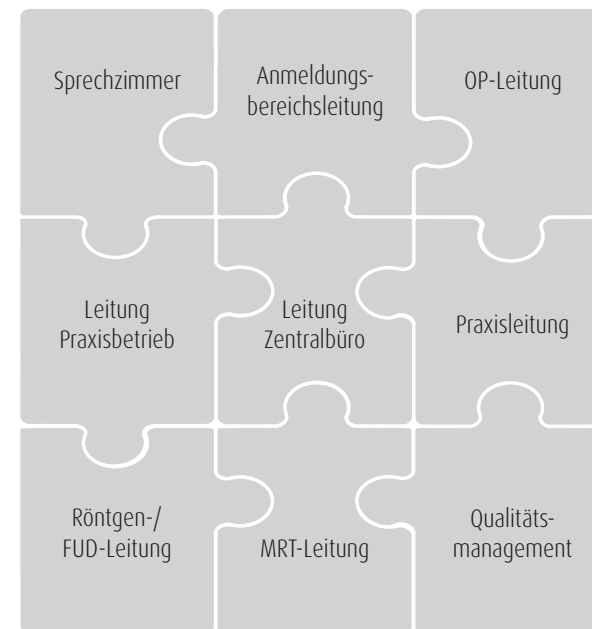 Sprechzimmer
Anmeldungs-
bereichsleitung
OP-Leitung
Leitung
Praxisbetrieb
Leitung
Zentralbüro
Praxisleitung
Röntgen-/
FUD-Leitung
MRT-Leitung
Qualitäts-
management